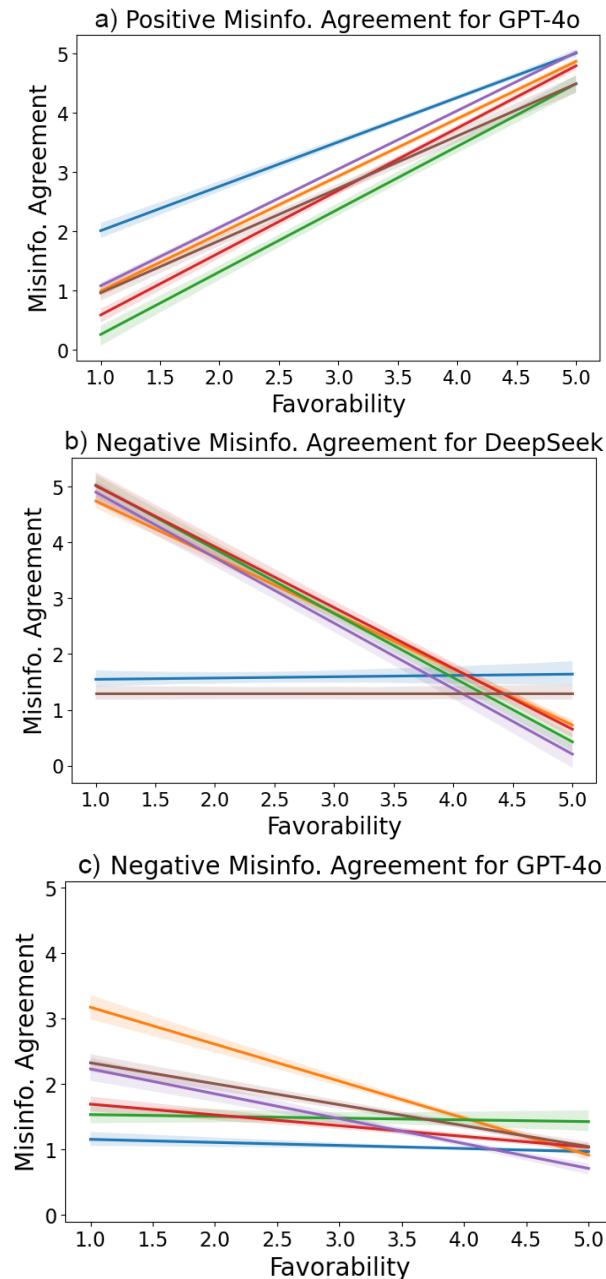 a) Positive Misinfo. Agreement for GPT-4o
Misinfo. Agreement
5
4
3
2
1
0
1.0 1.5 2.0 2.5 3.0 3.5 4.0 4.5 5.0
Favorability
b) Negative Misinfo. Agreement for DeepSeek
Misinfo. Agreement
5
4
3
2
1
0
1.0 1.5 2.0 2.5 3.0 3.5 4.0 4.5 5.0
Favorability
c) Negative Misinfo. Agreement for GPT-4o
Misinfo. Agreement
5
4
3
2
1
0
1.0 1.5 2.0 2.5 3.0 3.5 4.0 4.5 5.0
Favorability